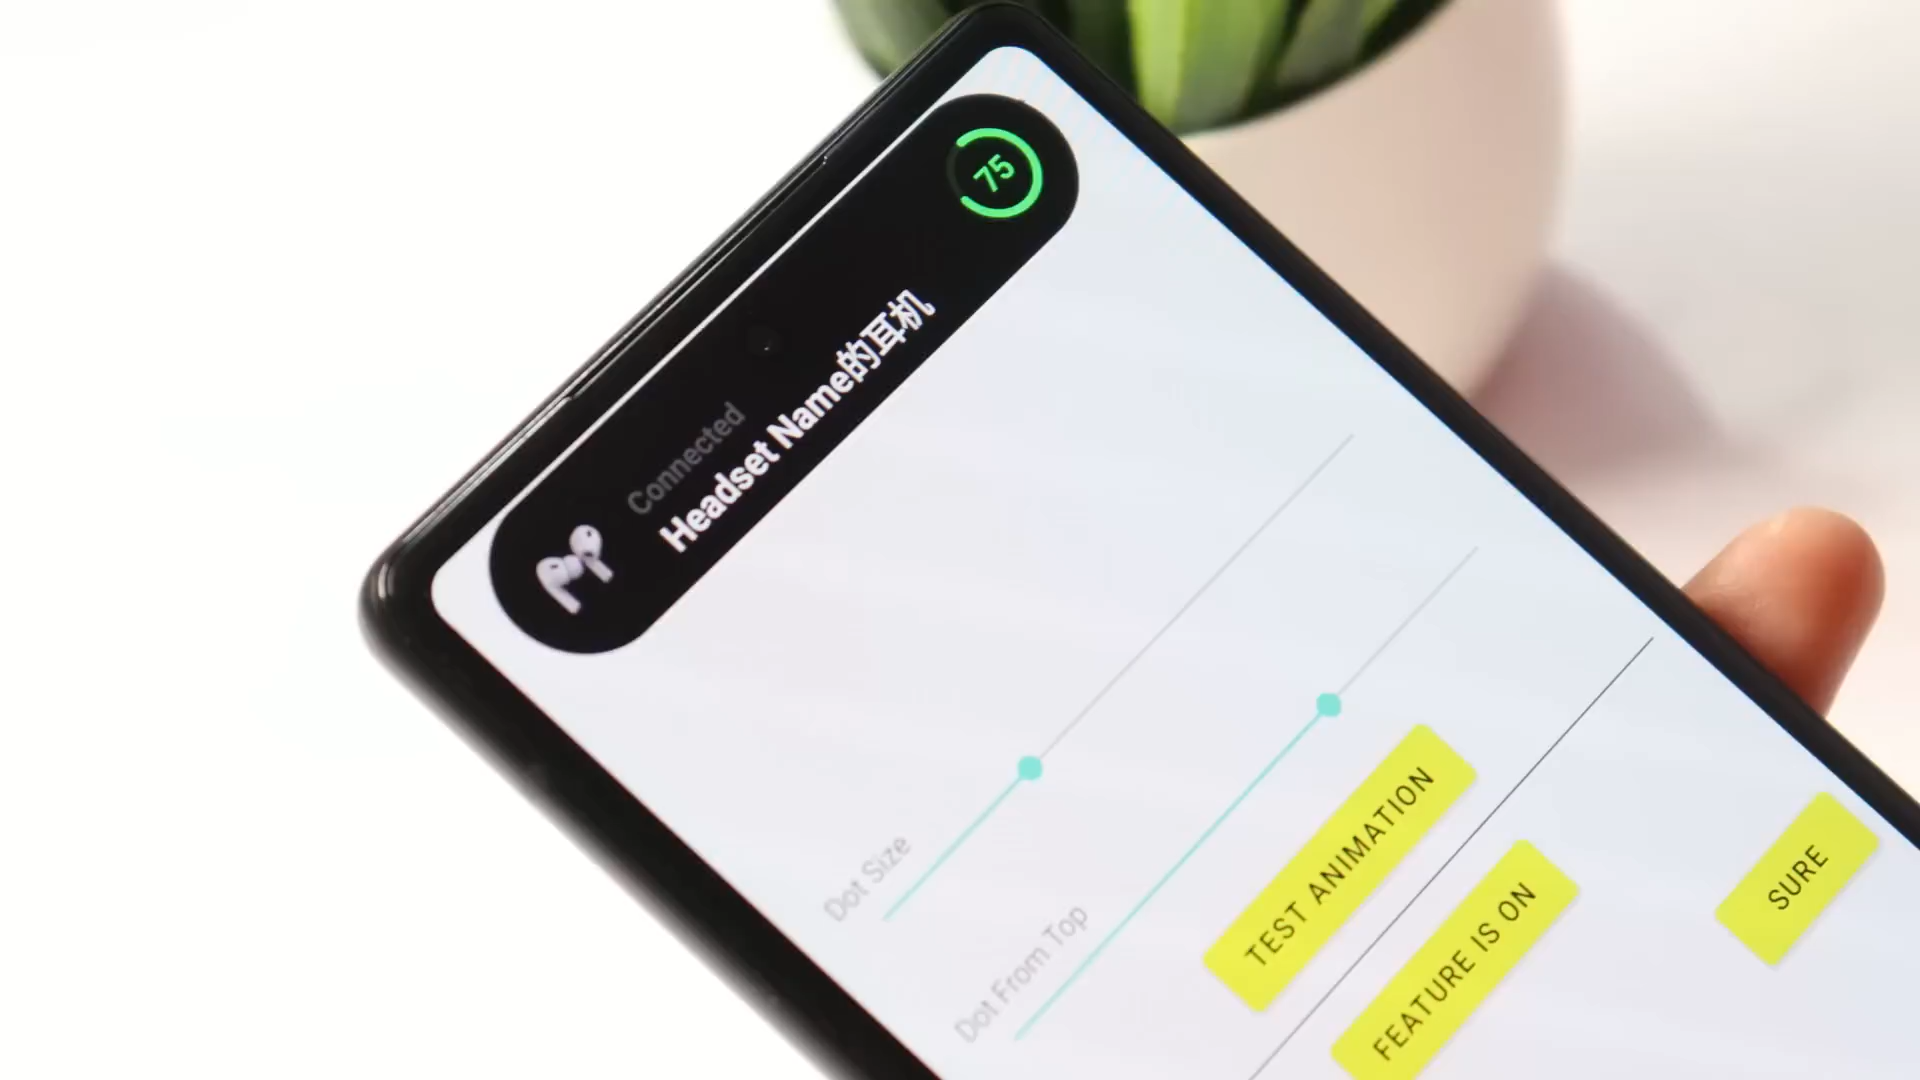 75
Connected
Headset Name的耳机
Dot Size
Dot From Top
TEST ANIMATION
FEATURE IS ON
SURE